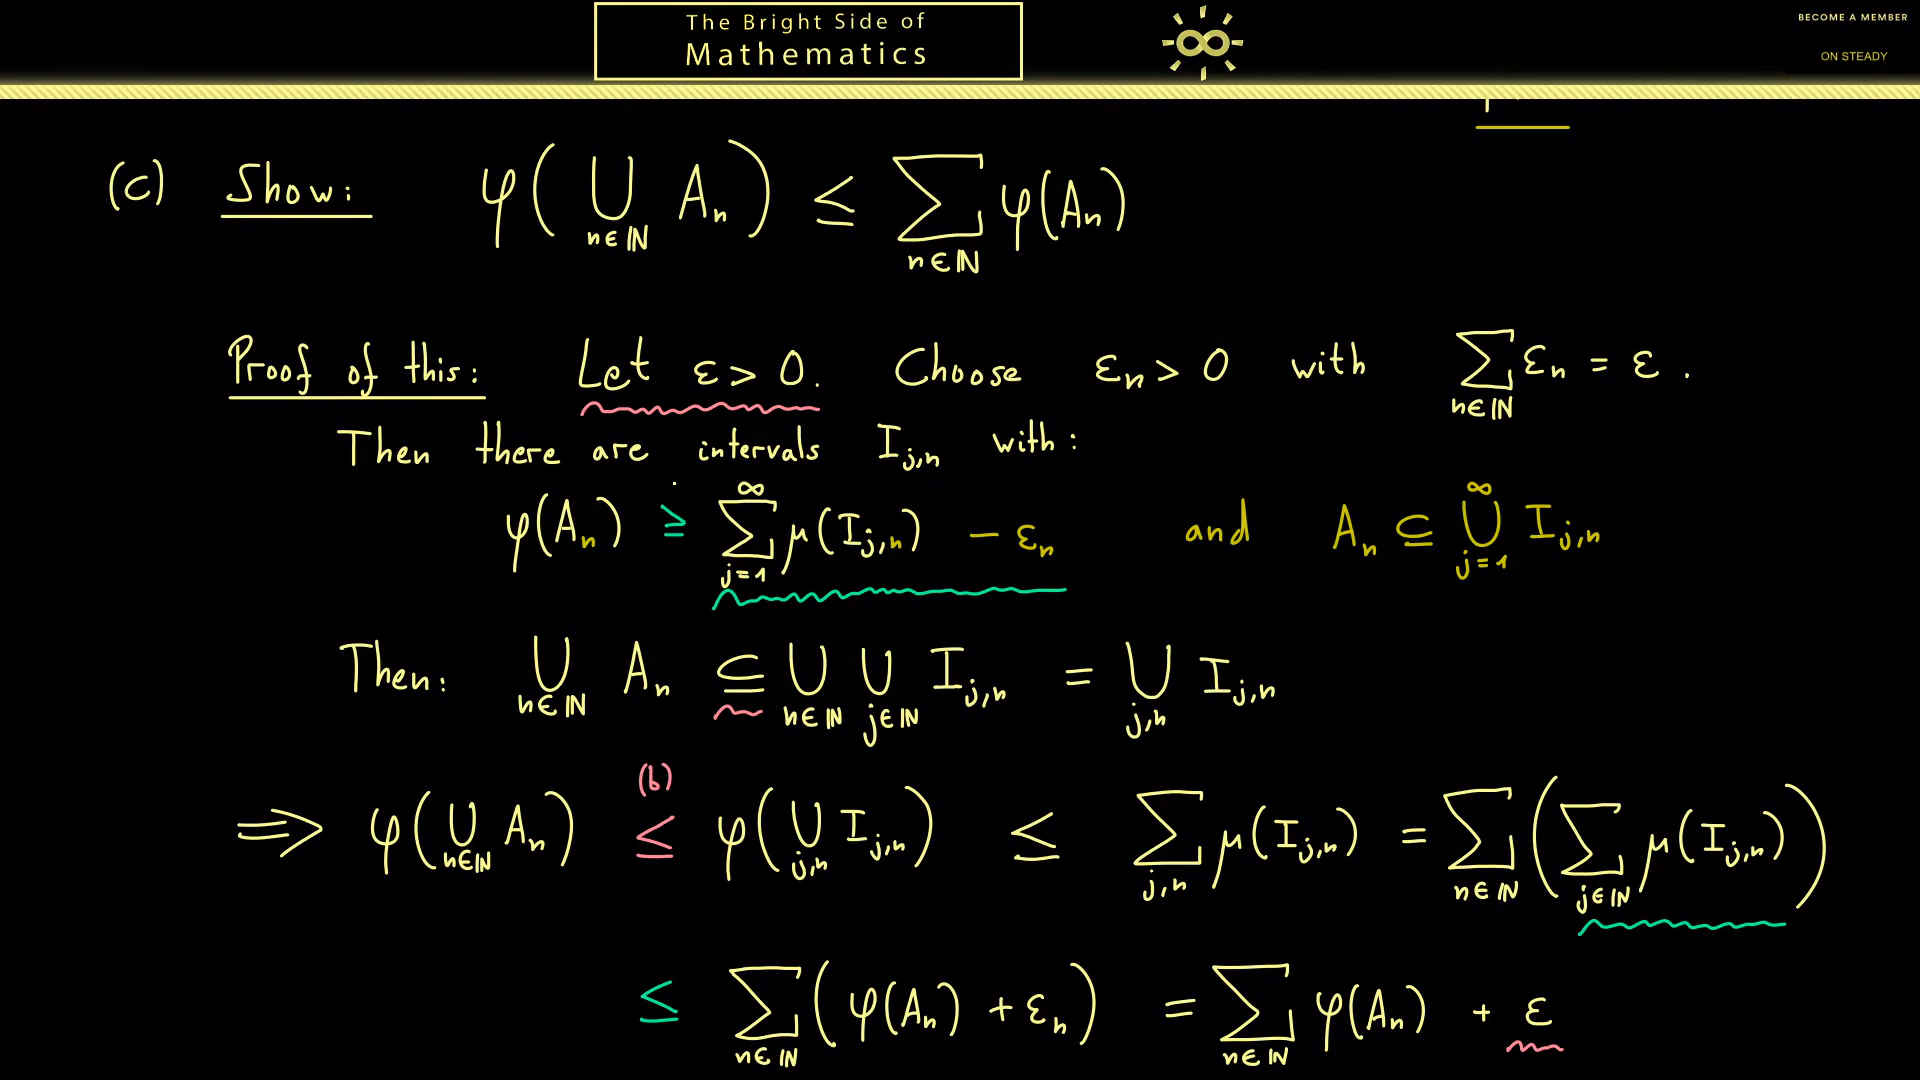 The Bright Side of
Mathematics
BECOME A MEMBER
ON STEADY
(c) Show: φ(⋃_{n∈ℕ} A_n) ≤ ∑_{n∈ℕ} φ(A_n)
Proof of this: Let ε > 0. Choose ε_n > 0 with ∑_{n∈ℕ} ε_n = ε.
Then there are intervals I_{j,n} with:
φ(A_n) ≥ ∑_{j=1}^{∞} μ(I_{j,n}) − ε_n and A_n ⊆ ⋃_{j=1}^{∞} I_{j,n}
Then: ⋃_{n∈ℕ} A_n ⊆ ⋃_{n∈ℕ} ⋃_{j∈ℕ} I_{j,n} = ⋃_{j,n} I_{j,n}
(b)
⟹ φ(⋃_{n∈ℕ} A_n) ≤ φ(⋃_{j,n} I_{j,n}) ≤ ∑_{j,n} μ(I_{j,n}) = ∑_{n∈ℕ} (∑_{j∈ℕ} μ(I_{j,n}))
≤ ∑_{n∈ℕ} (φ(A_n) + ε_n) = ∑_{n∈ℕ} φ(A_n) + ε